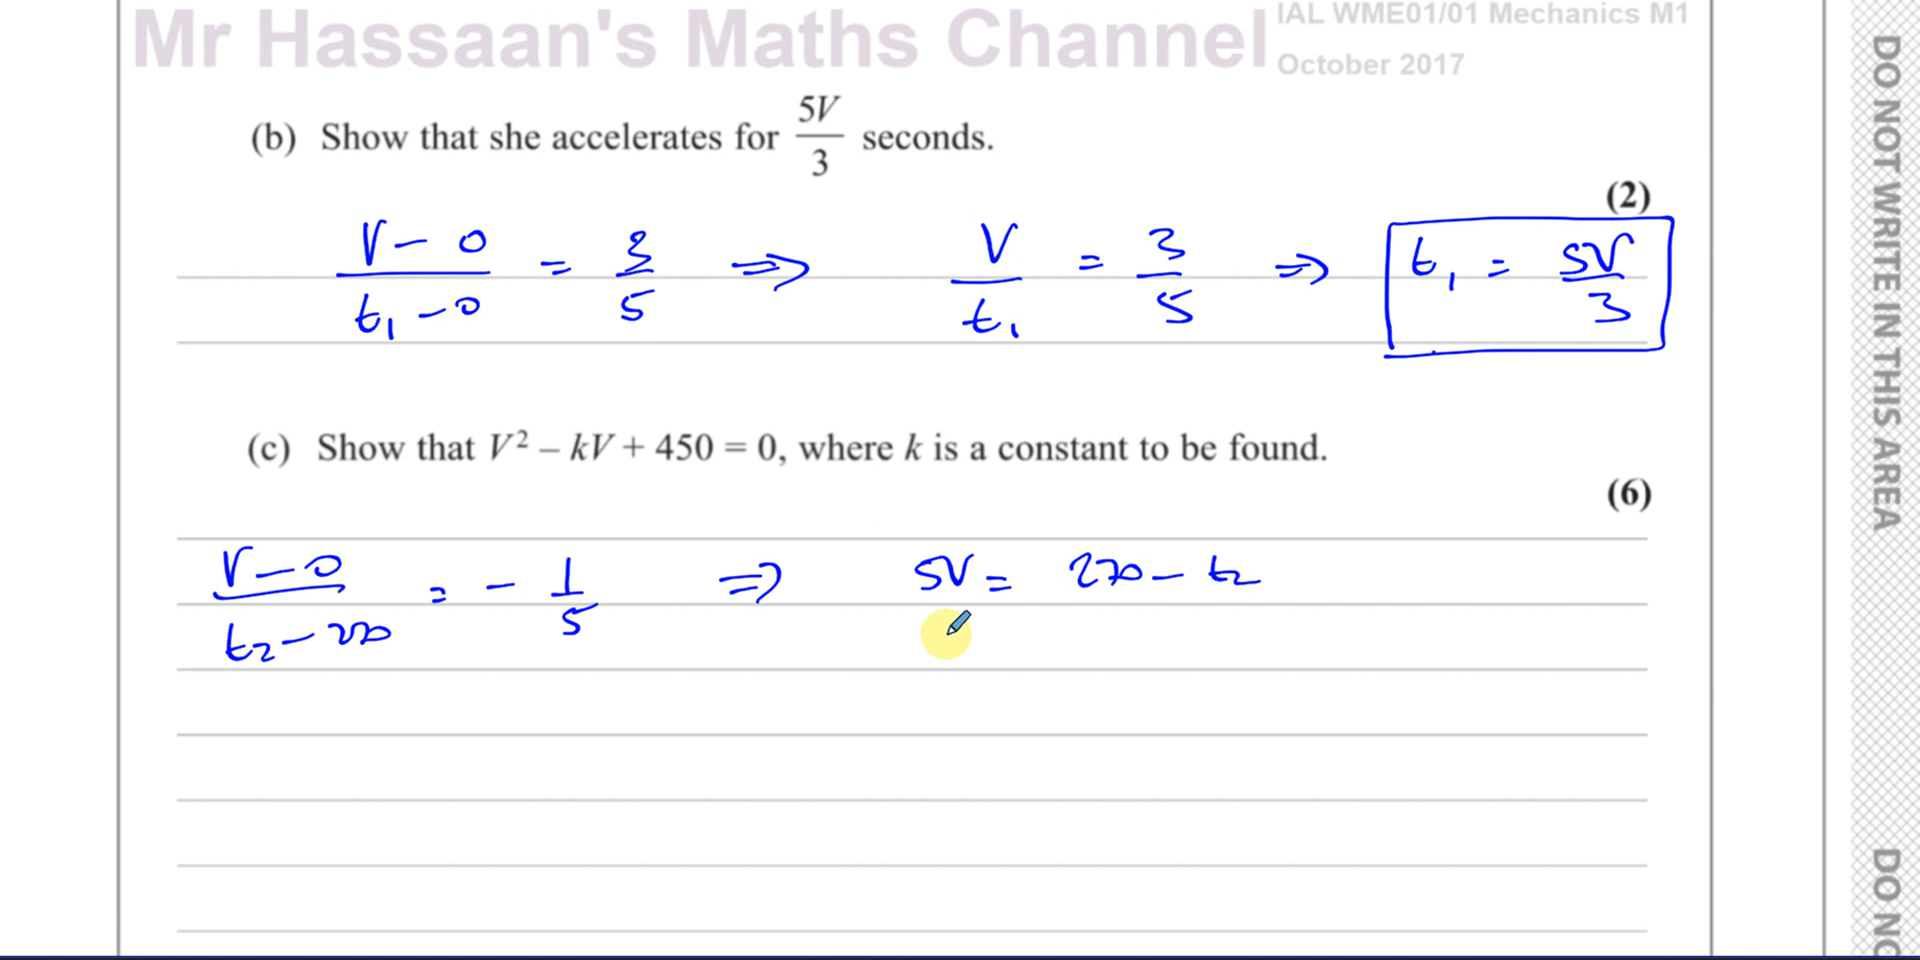 Mr Hassaan's Maths Channel
IAL WME01/01 Mechanics M1
October 2017
(b) Show that she accelerates for 5V/3 seconds.
(2)
(V - 0)/(t₁ - 0) = 3/5 ⇒ V/t₁ = 3/5 ⇒ t₁ = 5V/3
(c) Show that V² – kV + 450 = 0, where k is a constant to be found.
(6)
(V - 0)/(t₂ - 270) = - 1/5 ⇒ 5V = 270 - t₂
DO NOT WRITE IN THIS AREA
DO NO